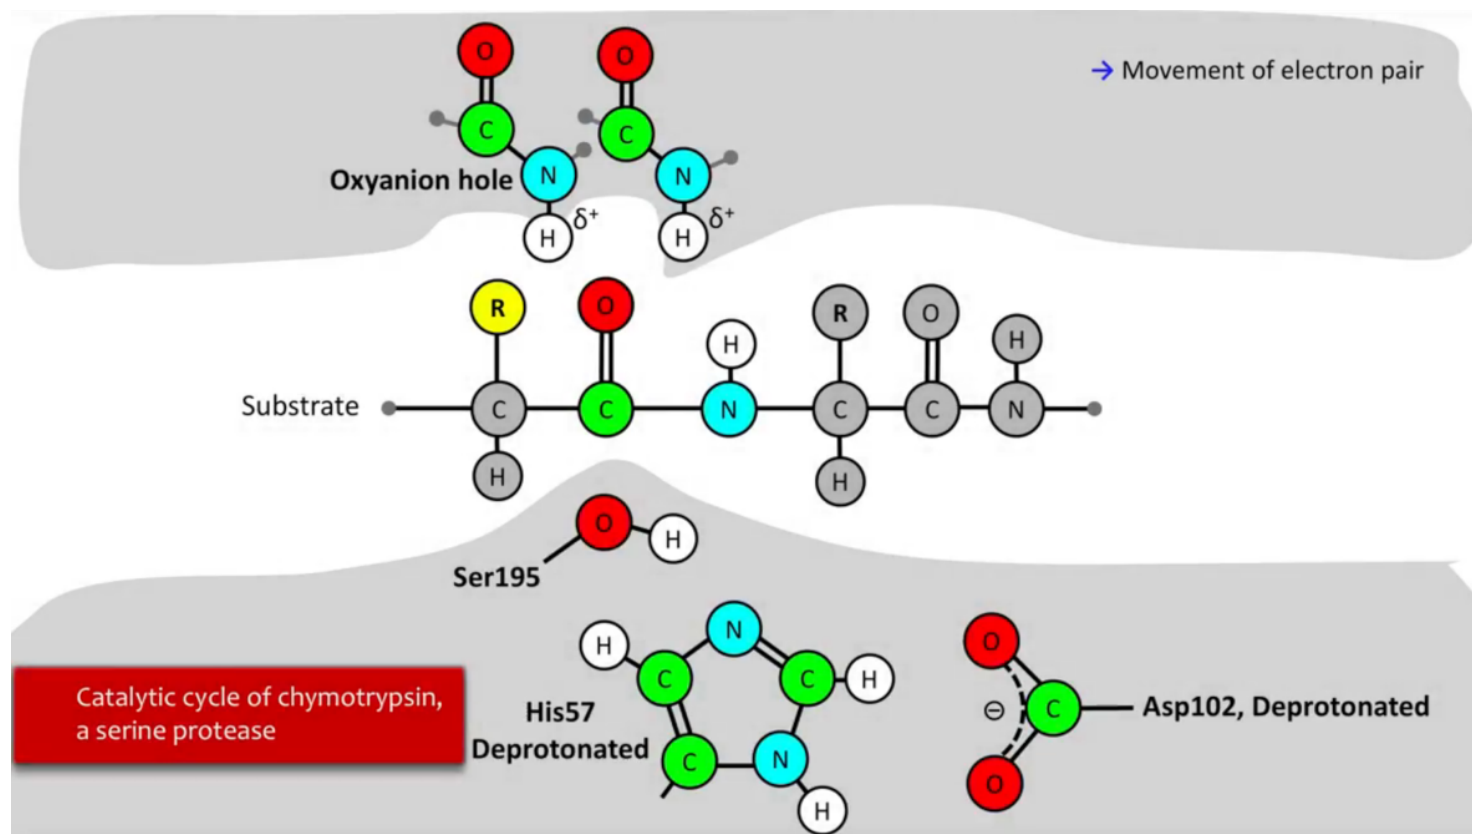 O O
→ Movement of electron pair
C C
Oxyanion hole N N
H δ+ H δ+
R O R O
H H
Substrate C C N C C N
H H
O H
Ser195
N
H O
C C H
His57
Deprotonated
⊖ C Asp102, Deprotonated
Catalytic cycle of chymotrypsin,
a serine protease
C N
O
H